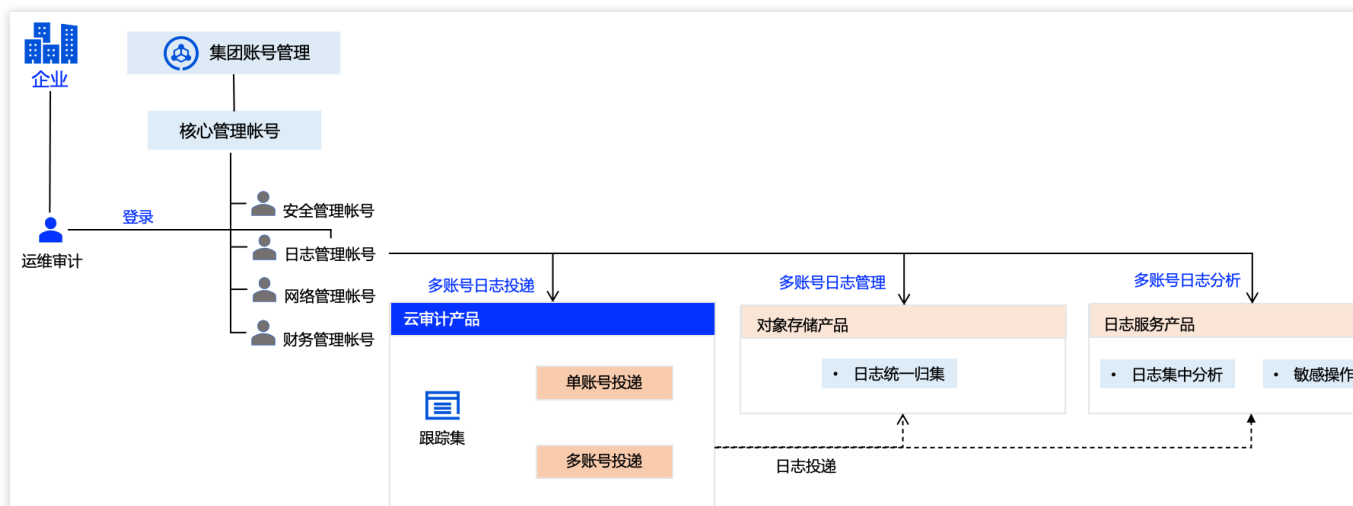 企业
集团账号管理
核心管理帐号
登录
运维审计
安全管理帐号
日志管理帐号
网络管理帐号
财务管理帐号
多账号日志投递
多账号日志管理
多账号日志分析
云审计产品
跟踪集
单账号投递
多账号投递
对象存储产品
• 日志统一归集
日志服务产品
• 日志集中分析
• 敏感操作
日志投递